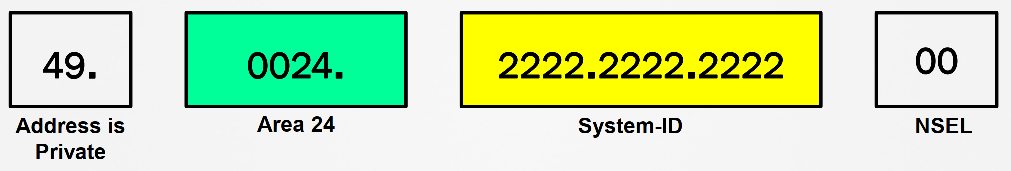 49.
0024.
2222.2222.2222
00
Address is
Private
Area 24
System-ID
NSEL